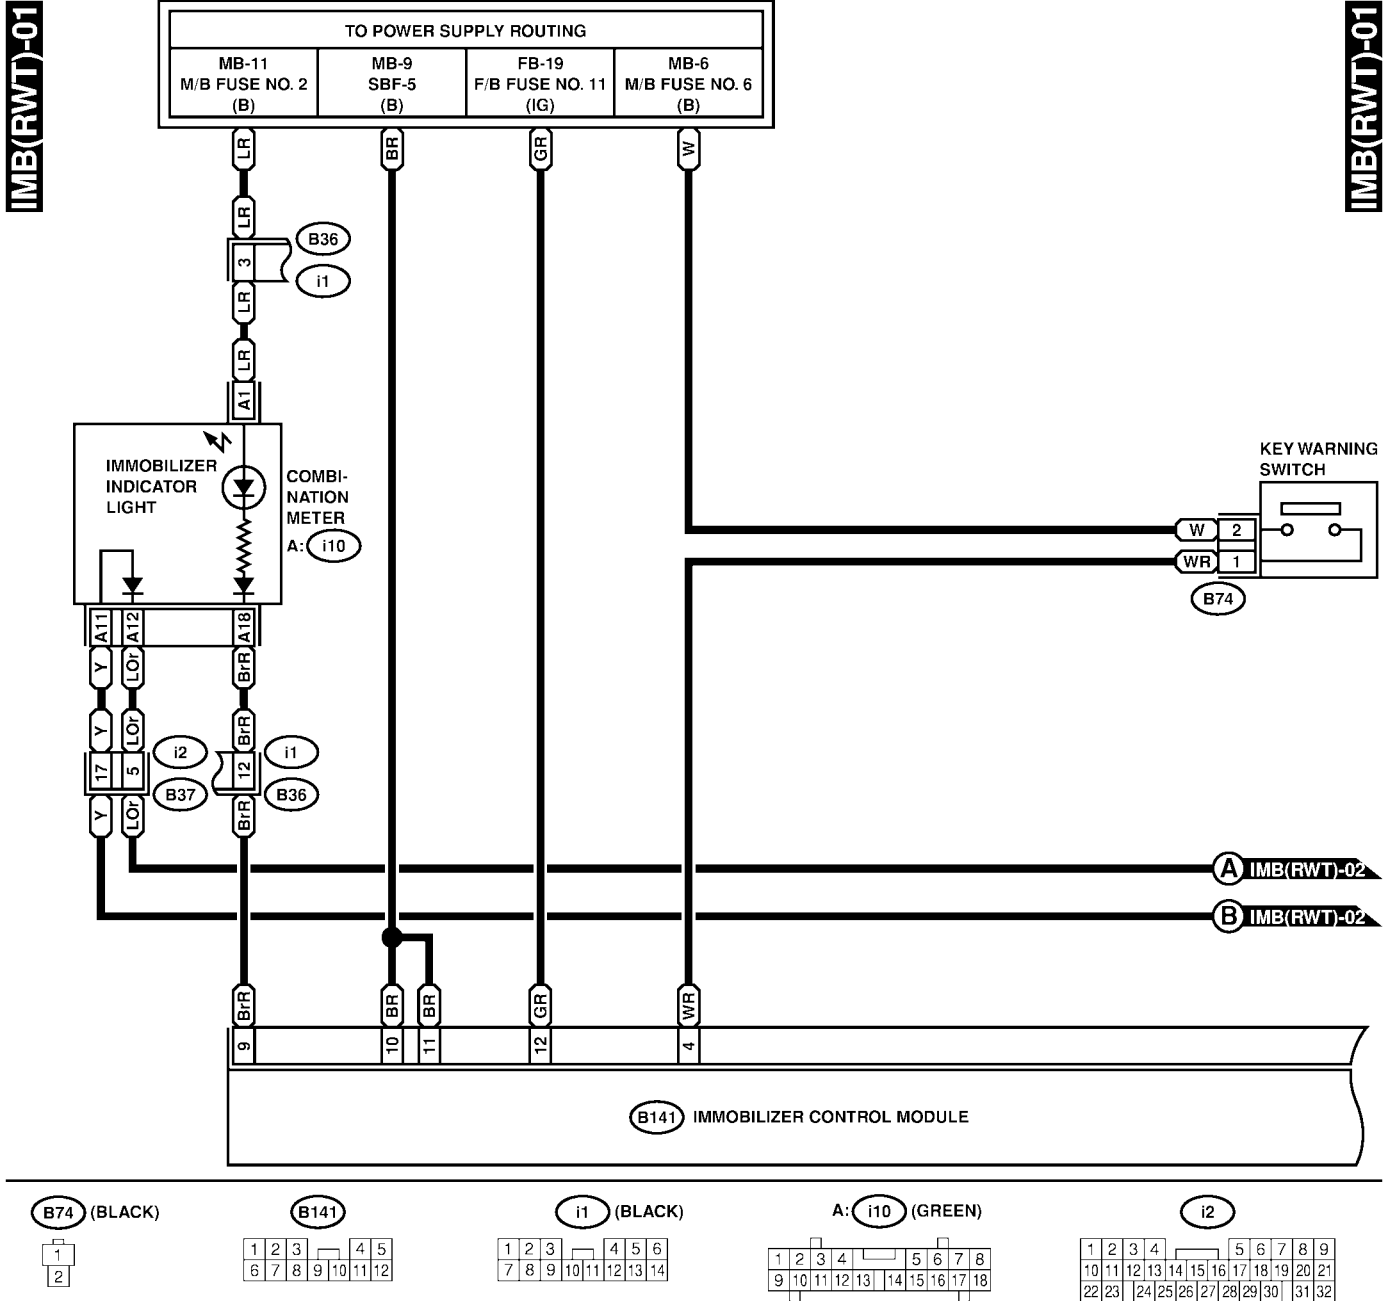 IMB(RWT)-01
IMB(RWT)-01
TO POWER SUPPLY ROUTING
MB-11
M/B FUSE NO. 2
(B)
MB-9
SBF-5
(B)
FB-19
F/B FUSE NO. 11
(IG)
MB-6
M/B FUSE NO. 6
(B)
LR
BR
GR
W
LR
B36
3
i1
LR
LR
A1
IMMOBILIZER
INDICATOR
LIGHT
COMBI-
NATION
METER
A: i10
KEY WARNING
SWITCH
W 2
WR 1
B74
A11 A12 A18
Y LOr BrR
Y LOr BrR
17 5 i2 12 i1
B37 B36
Y LOr BrR
A IMB(RWT)-02
B IMB(RWT)-02
BrR BR BR GR WR
9 10 11 12 4
B141 IMMOBILIZER CONTROL MODULE
B74 (BLACK)
1
2
B141
1 2 3 4 5
6 7 8 9 10 11 12
i1 (BLACK)
1 2 3 4 5 6
7 8 9 10 11 12 13 14
A: i10 (GREEN)
1 2 3 4 5 6 7 8
9 10 11 12 13 14 15 16 17 18
i2
1 2 3 4 5 6 7 8 9
10 11 12 13 14 15 16 17 18 19 20 21
22 23 24 25 26 27 28 29 30 31 32